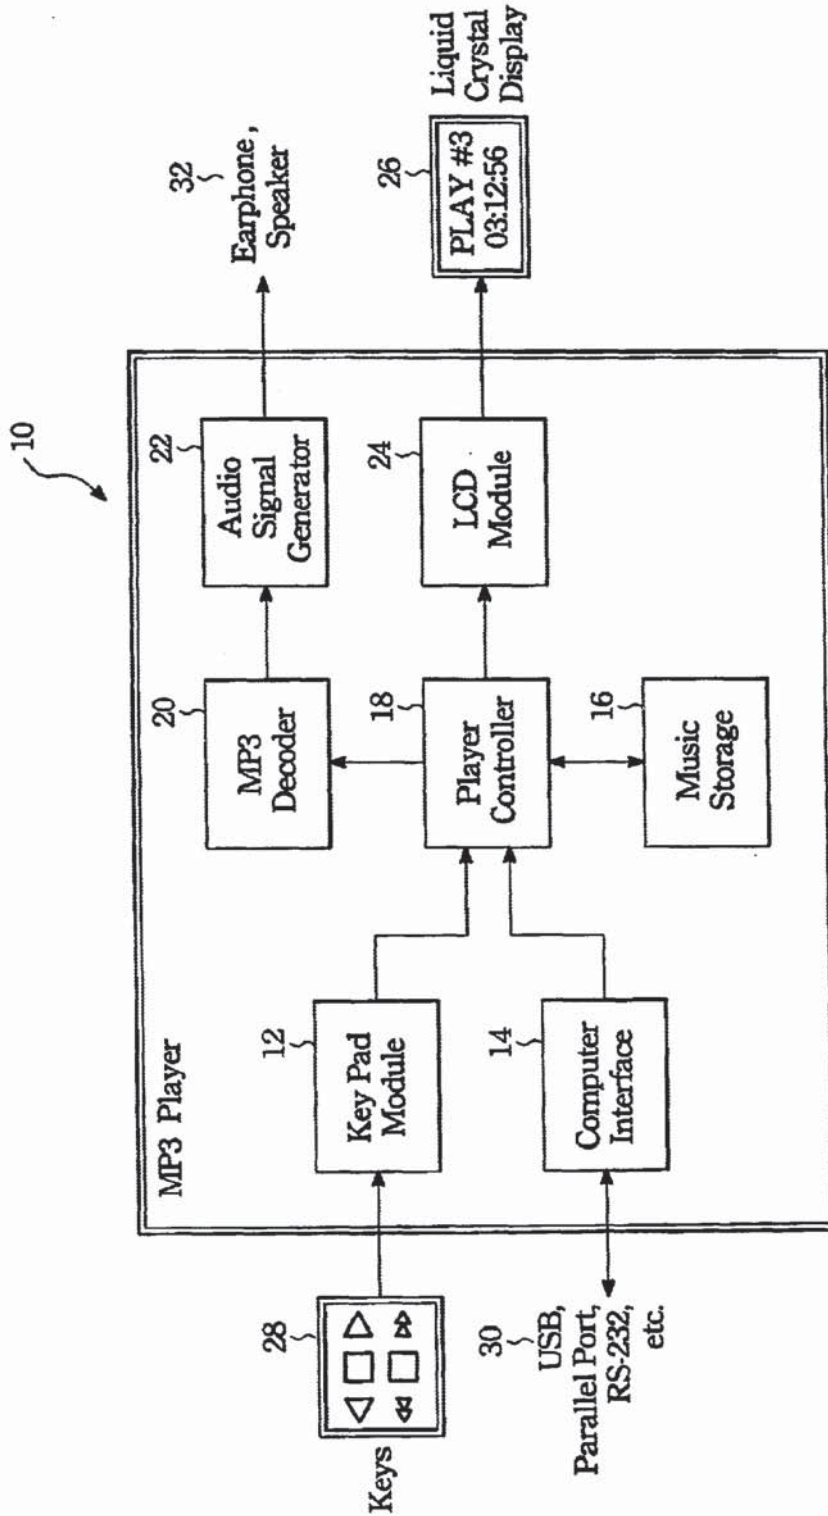 10
MP3 Player
28
Keys
30
USB,
Parallel Port,
RS-232,
etc.
12
Key Pad
Module
14
Computer
Interface
20
MP3
Decoder
18
Player
Controller
16
Music
Storage
22
Audio
Signal
Generator
24
LCD
Module
32
Earphone,
Speaker
26
PLAY #3
03:12:56
Liquid
Crystal
Display